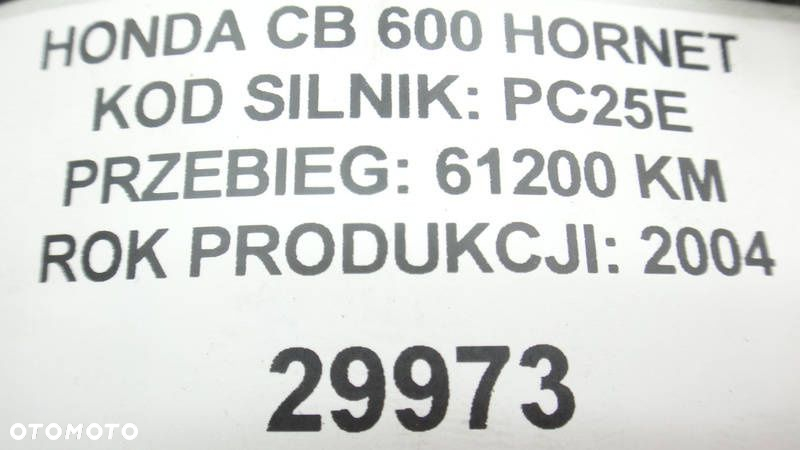 HONDA CB 600 HORNET
KOD SILNIK: PC25E
PRZEBIEG: 61200 KM
ROK PRODUKCJI: 2004
29973
OTOMOTO